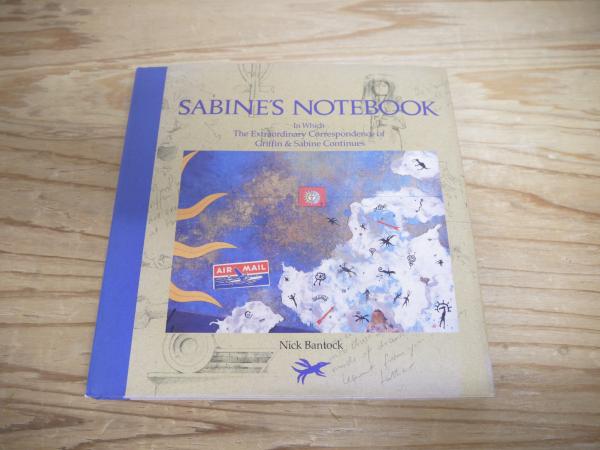 SABINE'S NOTEBOOK
In Which
The Extraordinary Correspondence of
Griffin & Sabine Continues
AIR MAIL
Nick Bantock